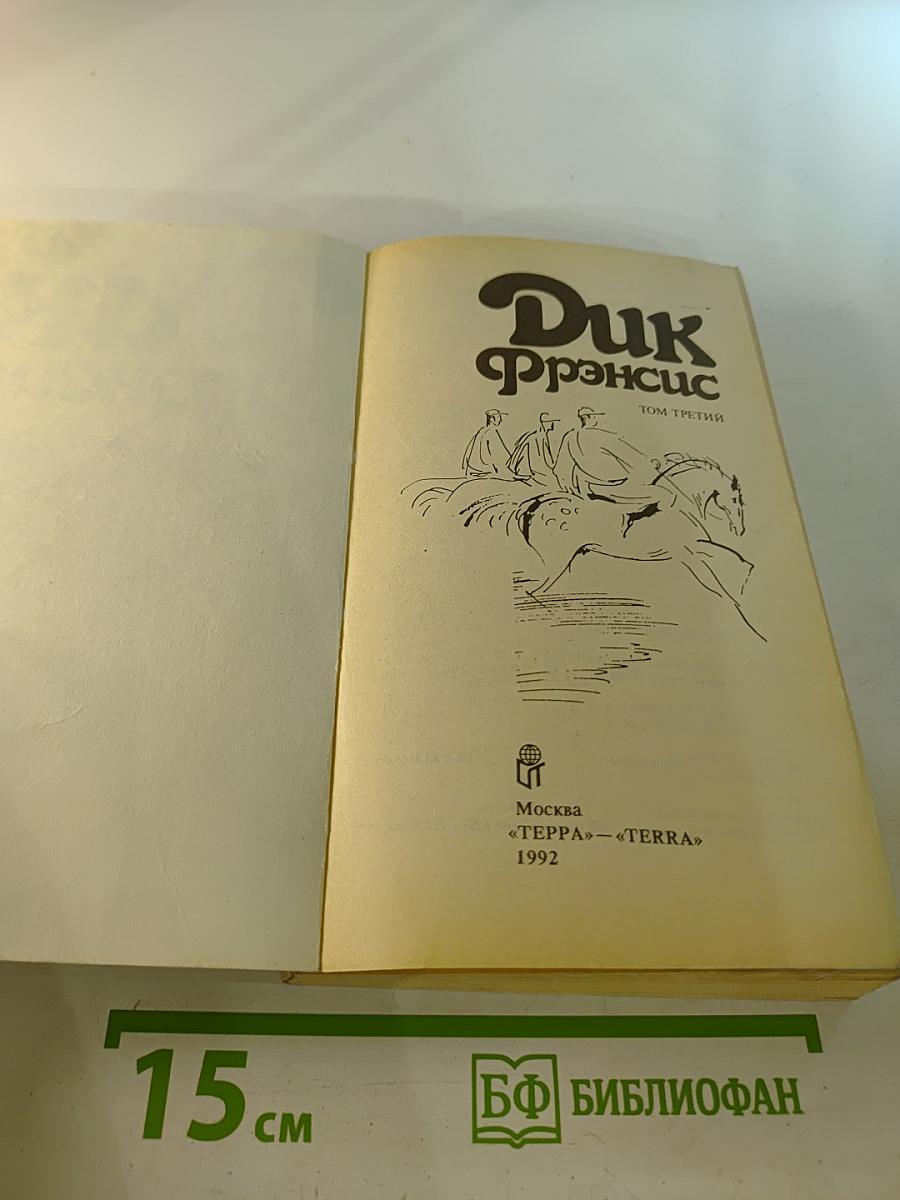 Дик
Фрэнсис
ТОМ ТРЕТИЙ
Москва
«ТЕРРА» — «TERRA»
1992
15 см
БФ БИБЛИОФАН